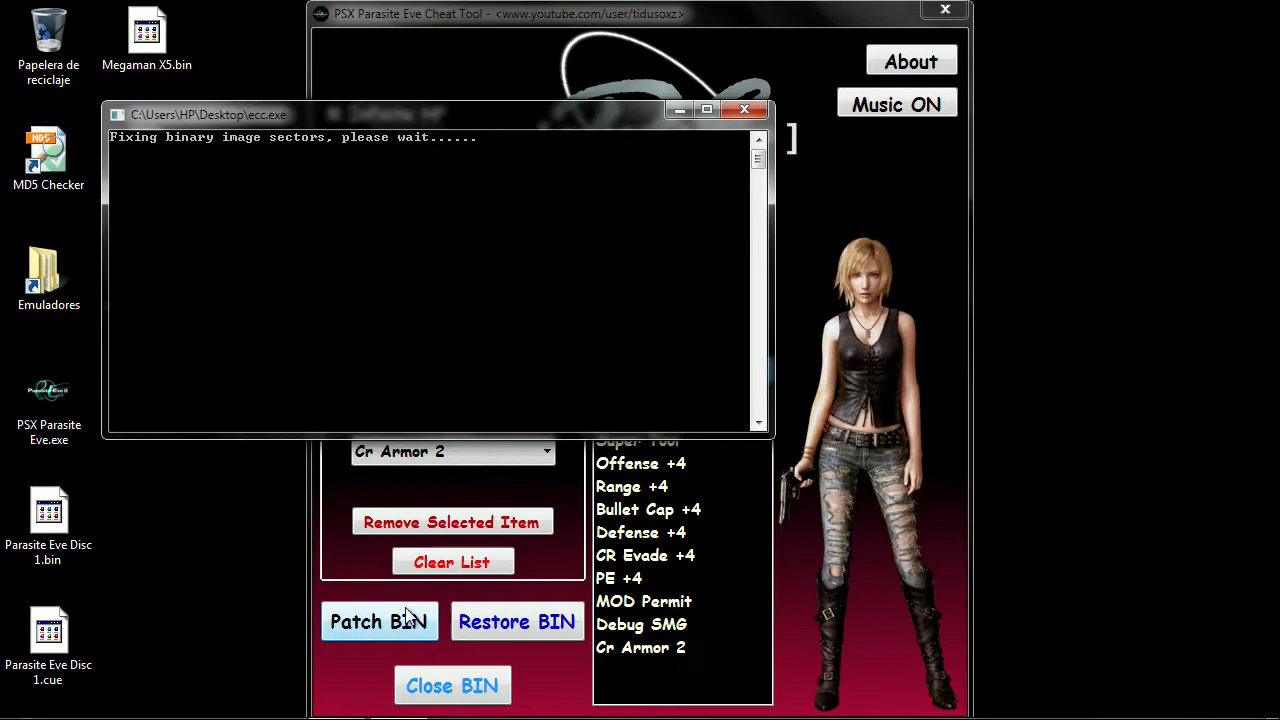 Papelera de
reciclaje
Megaman X5.bin
MD5
MD5 Checker
Emuladores
PSX Parasite
Eve.exe
Parasite Eve Disc
1.bin
Parasite Eve Disc
1.cue
PSX Parasite Eve Cheat Tool - <www.youtube.com/user/tidusoxz>
About
Music ON
]
C:\Users\HP\Desktop\ecc.exe
Fixing binary image sectors, please wait......
Cr Armor 2
Remove Selected Item
Clear List
Patch BIN
Restore BIN
Close BIN
Super Tool
Offense +4
Range +4
Bullet Cap +4
Defense +4
CR Evade +4
PE +4
MOD Permit
Debug SMG
Cr Armor 2